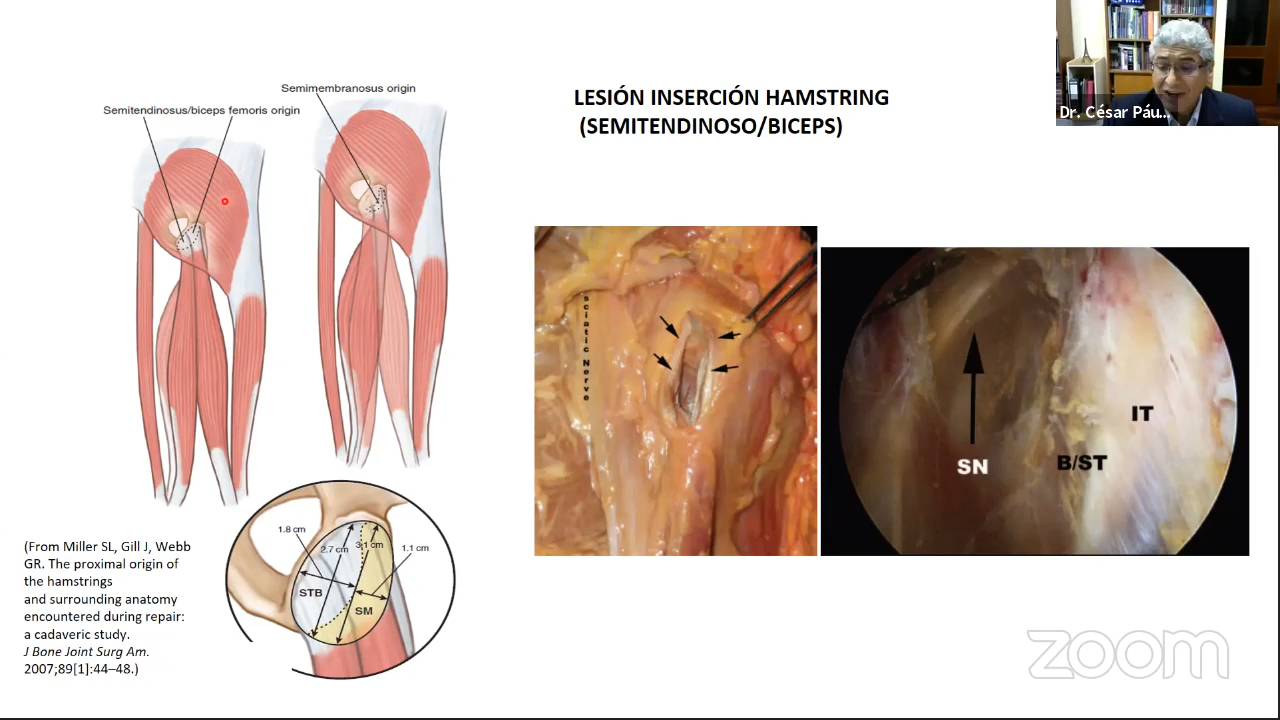 LESIÓN INSERCIÓN HAMSTRING
(SEMITENDINOSO/BICEPS)
Dr. César Páu...
Semimembranosus origin
Semitendinosus/biceps femoris origin
sciatic Nerve
SN
B/ST
IT
1.8 cm
2.7 cm
3.1 cm
1.1 cm
STB
SM
(From Miller SL, Gill J, Webb
GR. The proximal origin of
the hamstrings
and surrounding anatomy
encountered during repair:
a cadaveric study.
J Bone Joint Surg Am.
2007;89[1]:44–48.)
zoom